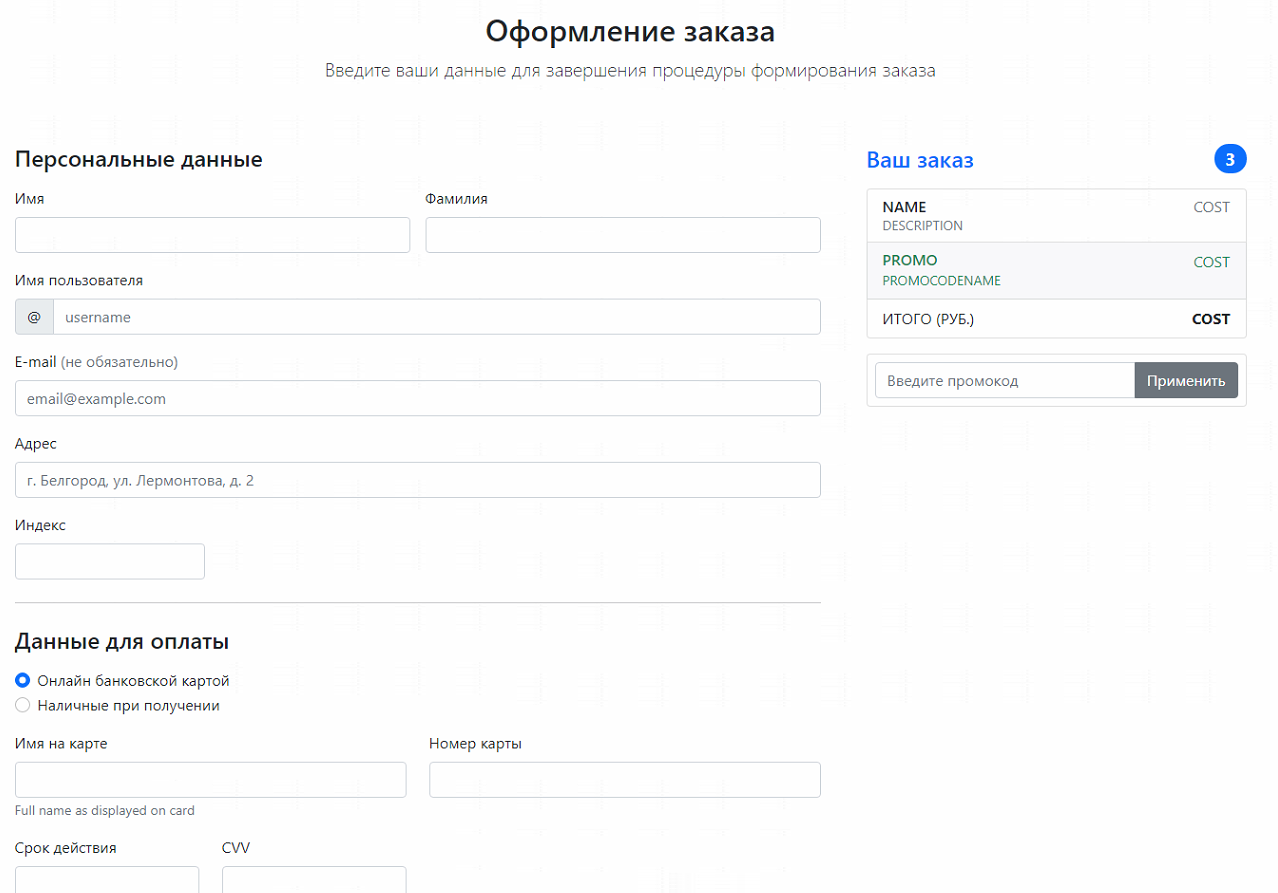 Оформление заказа
Введите ваши данные для завершения процедуры формирования заказа
Персональные данные
Имя
Фамилия
Имя пользователя
@ username
E-mail (не обязательно)
email@example.com
Адрес
г. Белгород, ул. Лермонтова, д. 2
Индекс
Данные для оплаты
Онлайн банковской картой
Наличные при получении
Имя на карте
Номер карты
Full name as displayed on card
Срок действия
CVV
Ваш заказ 3
NAME COST
DESCRIPTION
PROMO COST
PROMOCODENAME
ИТОГО (РУБ.) COST
Введите промокод Применить